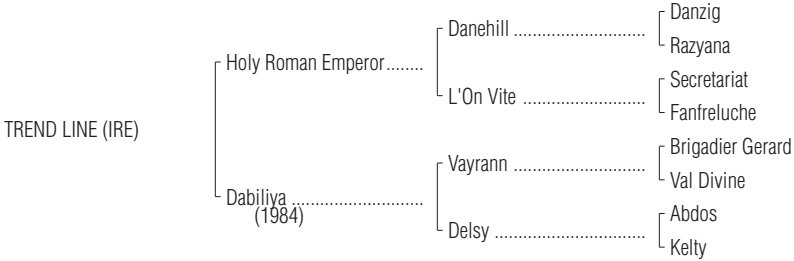 Danzig
Danehill ................................
Razyana
Holy Roman Emperor........
Secretariat
L'On Vite ..............................
Fanfreluche
TREND LINE (IRE)
Brigadier Gerard
Vayrann ................................
Val Divine
Dabiliya ................................
(1984)
Abdos
Delsy .....................................
Kelty